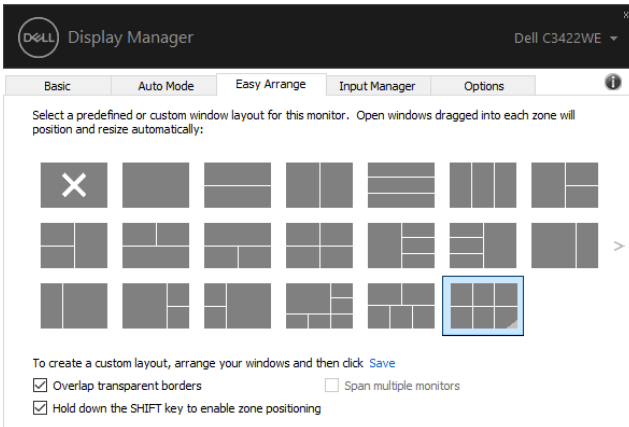 DELL Display Manager
Dell C3422WE
Basic
Auto Mode
Easy Arrange
Input Manager
Options
Select a predefined or custom window layout for this monitor. Open windows dragged into each zone will
position and resize automatically:
To create a custom layout, arrange your windows and then click Save
Overlap transparent borders
Span multiple monitors
Hold down the SHIFT key to enable zone positioning